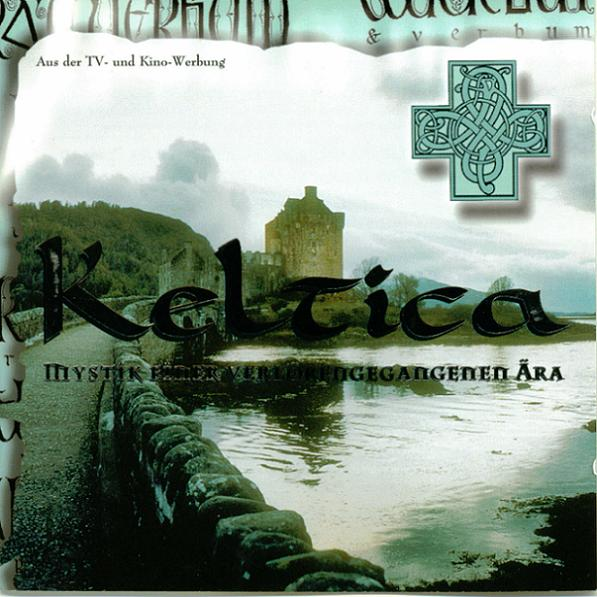 & verbum
Aus der TV- und Kino-Werbung
Keltica
Mystik einer verlorengegangenen Ära